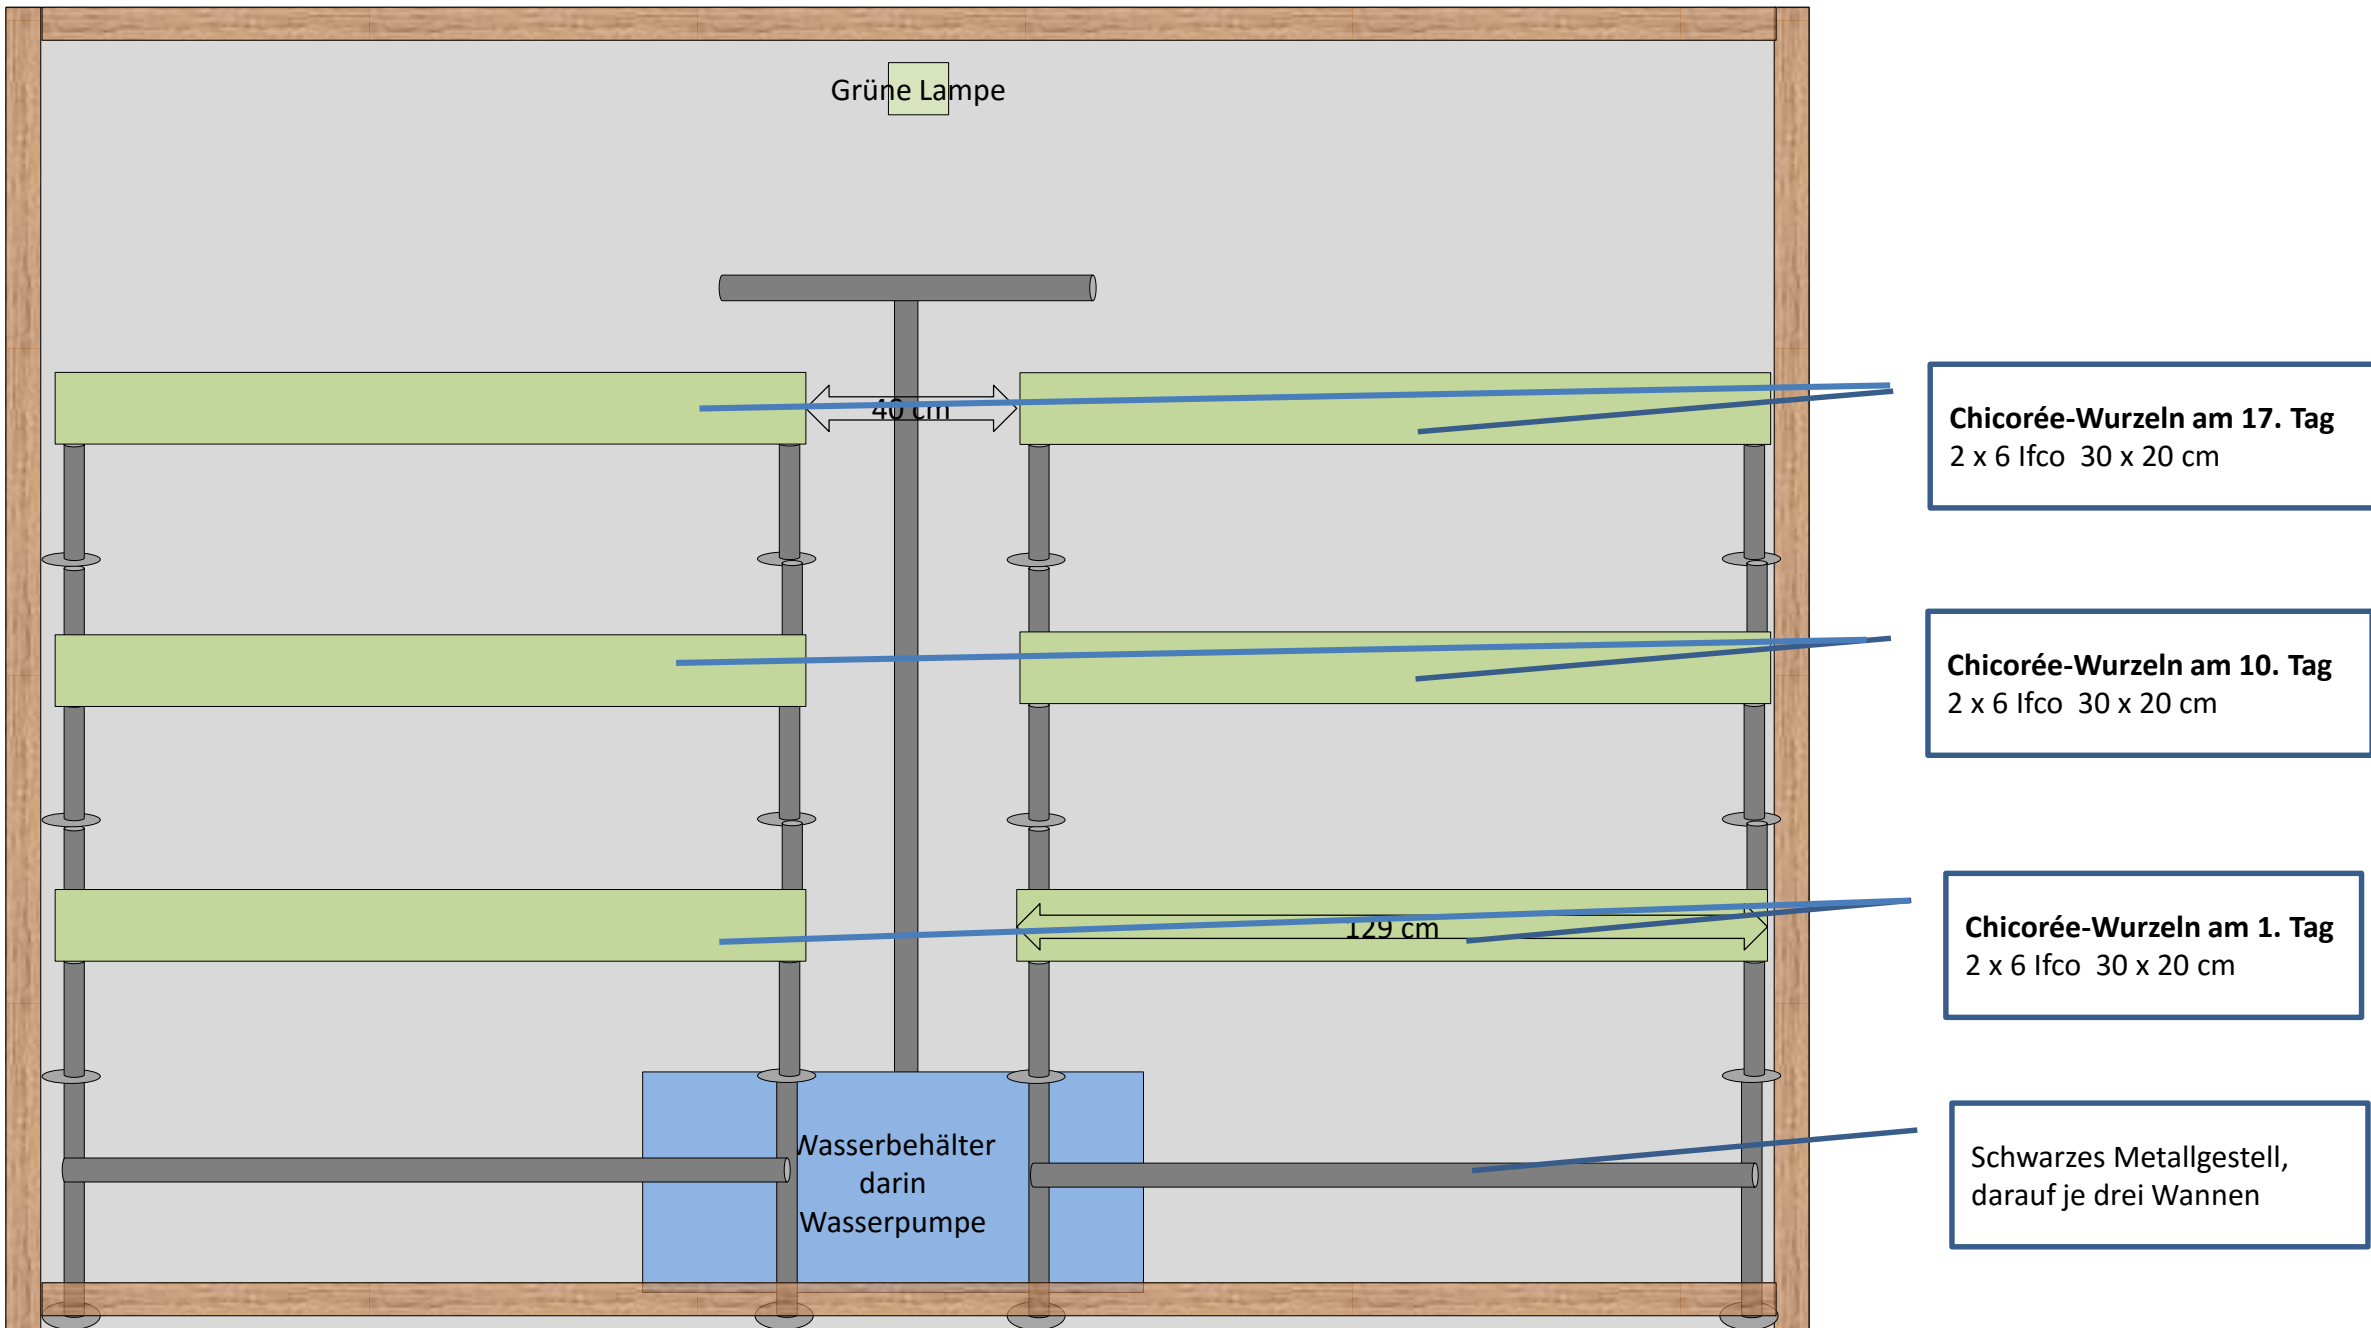 Grüne Lampe
40 cm
Chicorée-Wurzeln am 17. Tag
2 x 6 Ifco  30 x 20 cm
Chicorée-Wurzeln am 10. Tag
2 x 6 Ifco  30 x 20 cm
129 cm
Chicorée-Wurzeln am 1. Tag
2 x 6 Ifco  30 x 20 cm
Wasserbehälter
darin
Wasserpumpe
Schwarzes Metallgestell,
darauf je drei Wannen